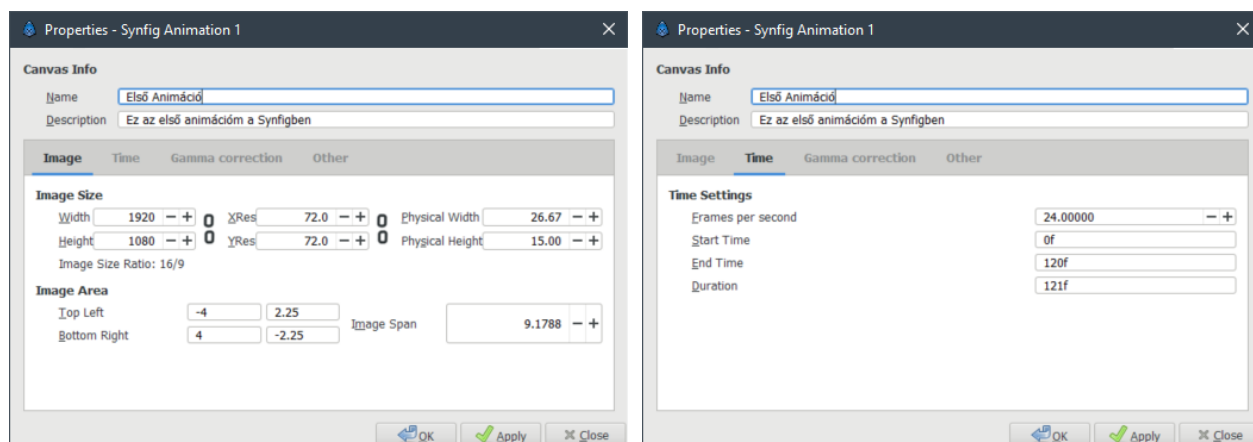 Properties - Synfig Animation 1
Canvas Info
Name Első Animáció
Description Ez az első animációm a Synfigben
Image Time Gamma correction Other
Image Size
Width 1920 XRes 72.0 Physical Width 26.67
Height 1080 YRes 72.0 Physical Height 15.00
Image Size Ratio: 16/9
Image Area
Top Left -4 2.25
Image Span 9.1788
Bottom Right 4 -2.25
OK Apply Close
Properties - Synfig Animation 1
Canvas Info
Name Első Animáció
Description Ez az első animációm a Synfigben
Image Time Gamma correction Other
Time Settings
Frames per second 24.00000
Start Time 0f
End Time 120f
Duration 121f
OK Apply Close